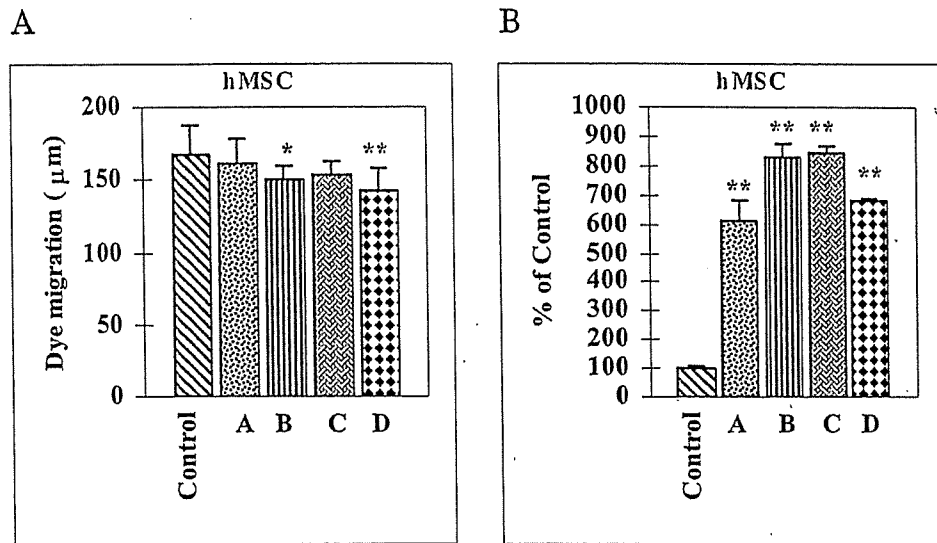 A
hMSC
Dye migration ( μm)
200
150
100
50
0
*
**
Control
A
B
C
D
B
hMSC
% of Control
1000
900
800
700
600
500
400
300
200
100
0
**
**
**
**
Control
A
B
C
D